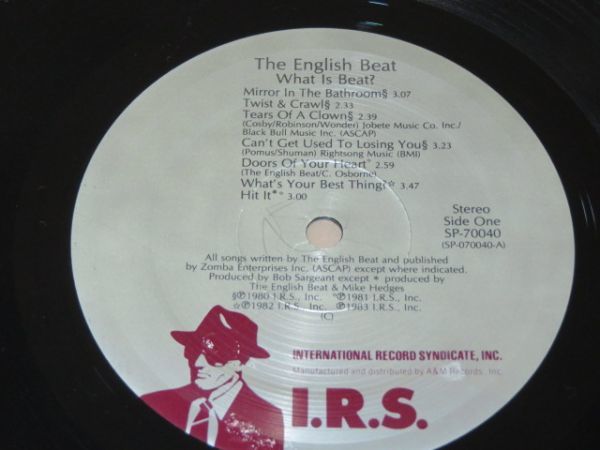 The English Beat
What Is Beat?
Mirror In The Bathroom§ 3.07
Twist & Crawl§ 2.33
Tears Of A Clown§ 2.39
(Cosby/Robinson/Wonder) Jobete Music Co. Inc./
Black Bull Music Inc. (ASCAP)
Can't Get Used To Losing You§ 3.23
(Pomus/Shuman) Rightsong Music (BMI)
Doors Of Your Heart° 2.59
(The English Beat/C. Osborne)
What's Your Best Thing?☆ 3.47
Hit It*° 3.00
Stereo
Side One
SP-70040
(SP-070040-A)
All songs written by The English Beat and published
by Zomba Enterprises Inc. (ASCAP) except where indicated.
Produced by Bob Sargeant except * produced by
The English Beat & Mike Hedges
§℗1980 I.R.S., Inc. °℗1981 I.R.S., Inc.
☆℗1982 I.R.S., Inc. ℗1983 I.R.S., Inc.
(C)
INTERNATIONAL RECORD SYNDICATE, INC.
Manufactured and distributed by A&M Records, Inc.
I.R.S.